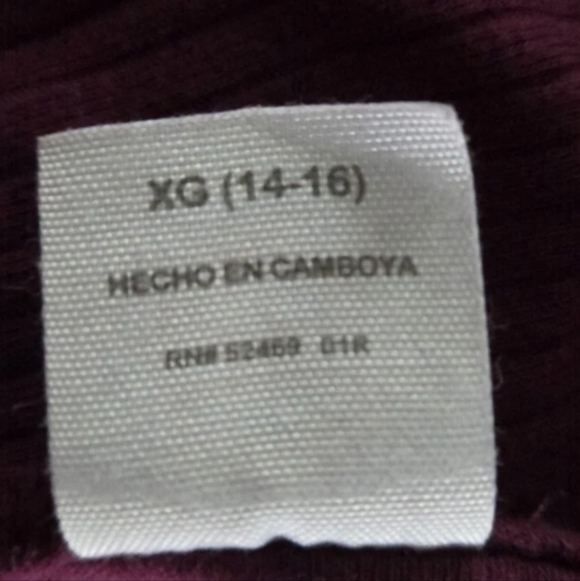 XG (14-16)
HECHO EN CAMBOYA
RN# 52469 01R